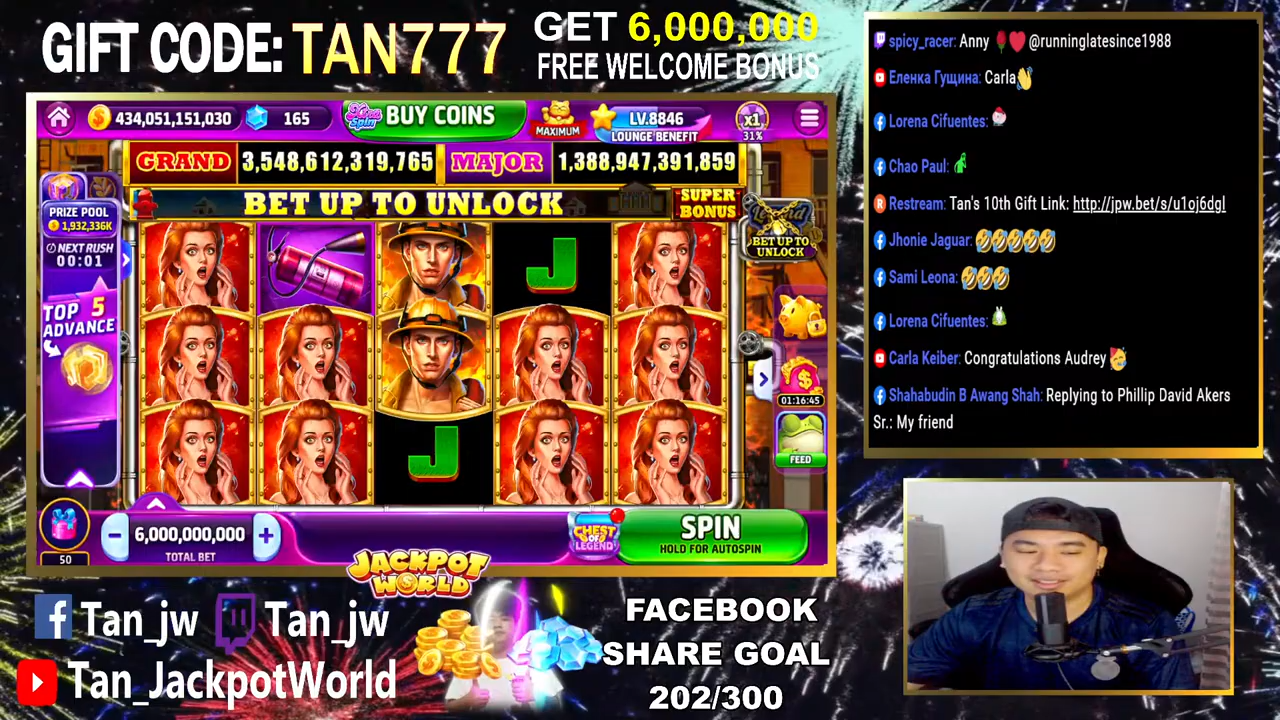 GIFT CODE: TAN777
GET 6,000,000
FREE WELCOME BONUS
434,051,151,030
165
BUY COINS
MAXIMUM
LV.8846
LOUNGE BENEFIT
x1
31%
GRAND 3,548,612,319,765 MAJOR 1,388,947,391,859
BET UP TO UNLOCK
SUPER
BONUS
PRIZE POOL
1,932,336K
NEXT RUSH
00:01
TOP 5
ADVANCE
BET UP TO
UNLOCK
J
J
01:16:45
FEED
50
- 6,000,000,000 +
TOTAL BET
CHEST
OF
LEGEND
SPIN
HOLD FOR AUTOSPIN
JACKPOT
WORLD
Tan_jw Tan_jw
Tan_JackpotWorld
FACEBOOK
SHARE GOAL
202/300
spicy_racer: Anny 🌹❤️ @runninglatesince1988
Еленка Гущина: Carla👋
Lorena Cifuentes:
Chao Paul:
Restream: Tan's 10th Gift Link: http://jpw.bet/s/u1oj6dgl
Jhonie Jaguar: 🤣🤣🤣🤣🤣
Sami Leona: 🤣🤣🤣
Lorena Cifuentes:
Carla Keiber: Congratulations Audrey 🥳
Shahabudin B Awang Shah: Replying to Phillip David Akers
Sr.: My friend